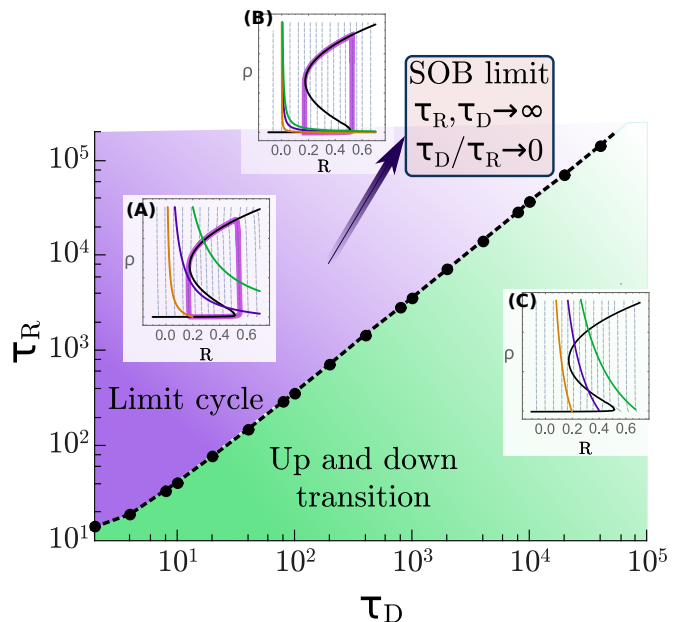 (B)
ρ
0.0 0.2 0.4 0.6
R
SOB limit
τR,τD→∞
τD/τR→0
10^5
(A)
ρ
0.0 0.2 0.4 0.6
R
10^4
(C)
ρ
0.0 0.2 0.4 0.6
R
τR
10^3
Limit cycle
10^2
Up and down
transition
10^1
10^1 10^2 10^3 10^4 10^5
τD